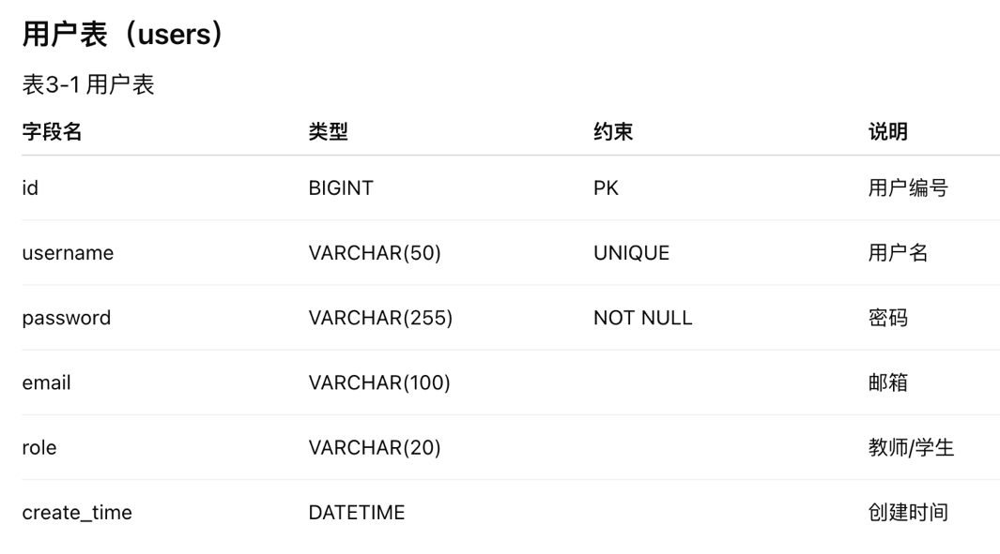 用户表（users）
表3-1 用户表
字段名 类型 约束 说明
id BIGINT PK 用户编号
username VARCHAR(50) UNIQUE 用户名
password VARCHAR(255) NOT NULL 密码
email VARCHAR(100) 邮箱
role VARCHAR(20) 教师/学生
create_time DATETIME 创建时间